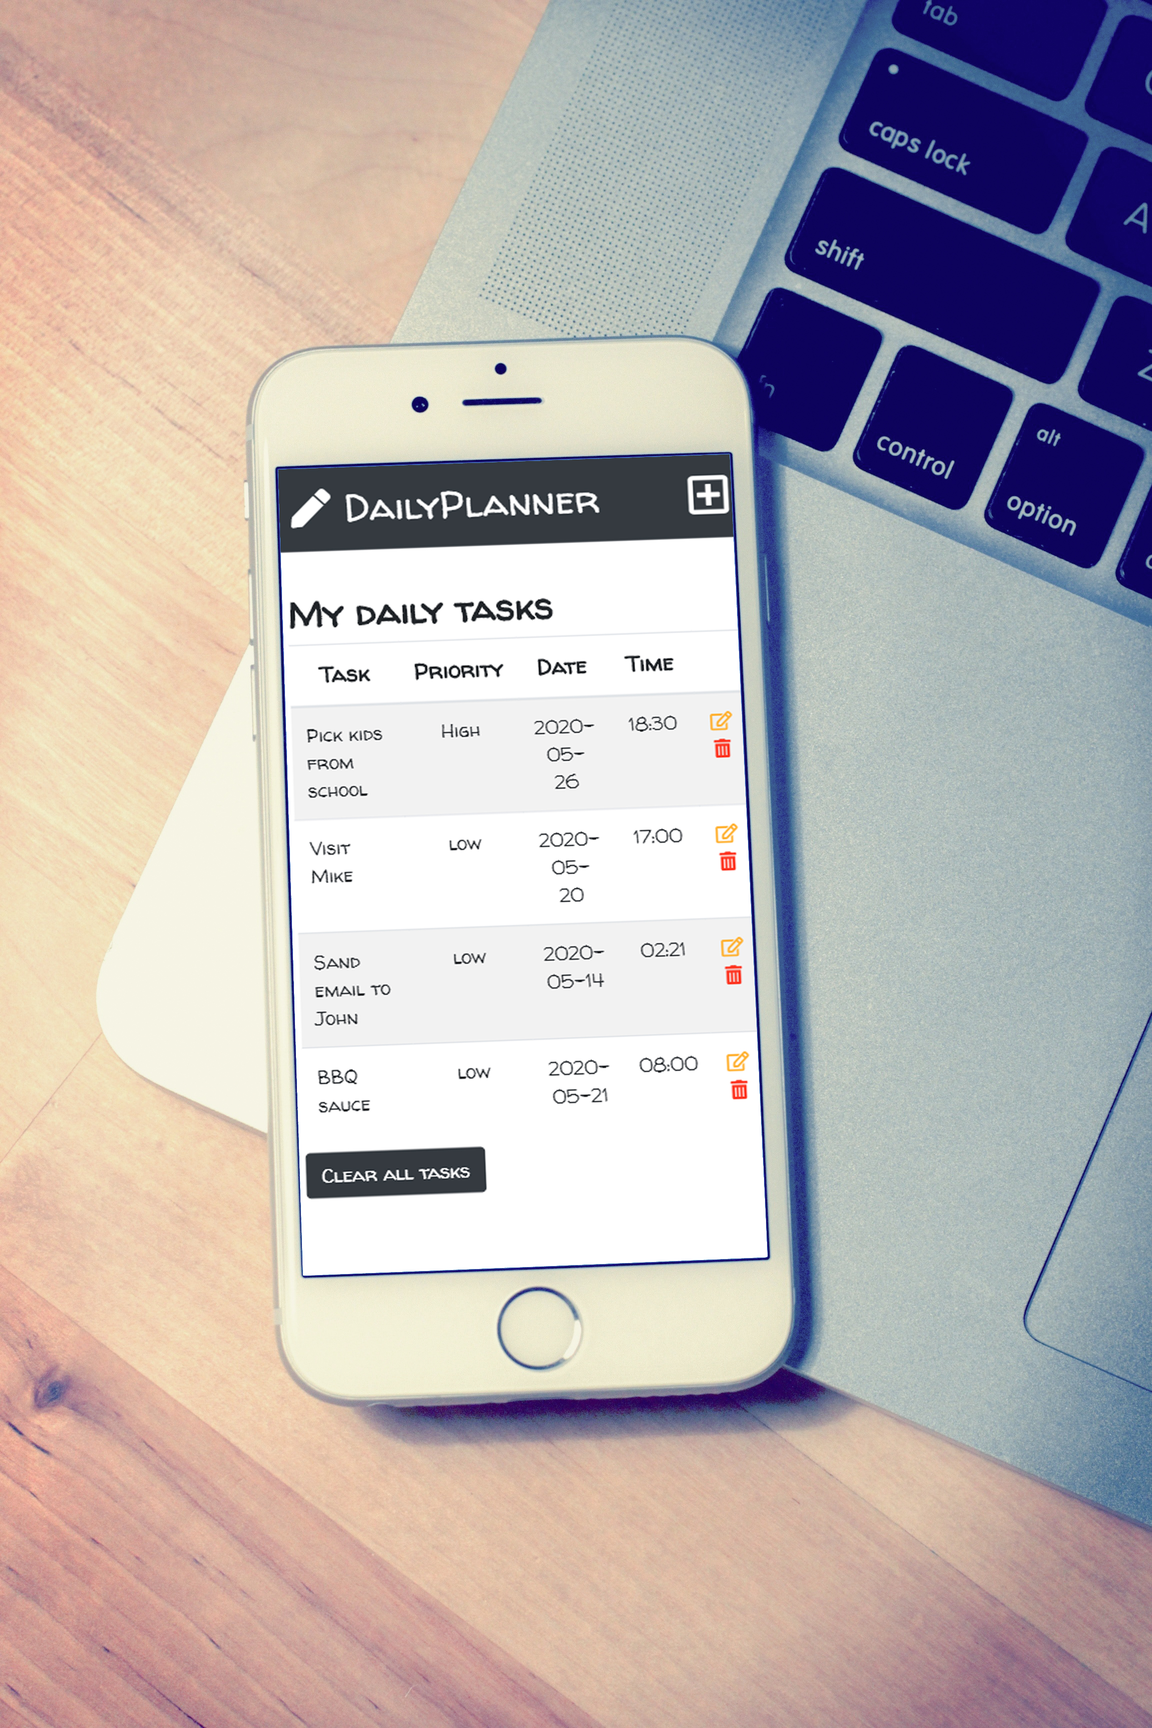 tab
caps lock
A
shift
Z
fn
control
alt
option
DailyPlanner
My daily tasks
Task Priority Date Time
Pick kids from school High 2020-05-26 18:30
Visit Mike low 2020-05-20 17:00
Sand email to John low 2020-05-14 02:21
BBQ sauce low 2020-05-21 08:00
Clear all tasks